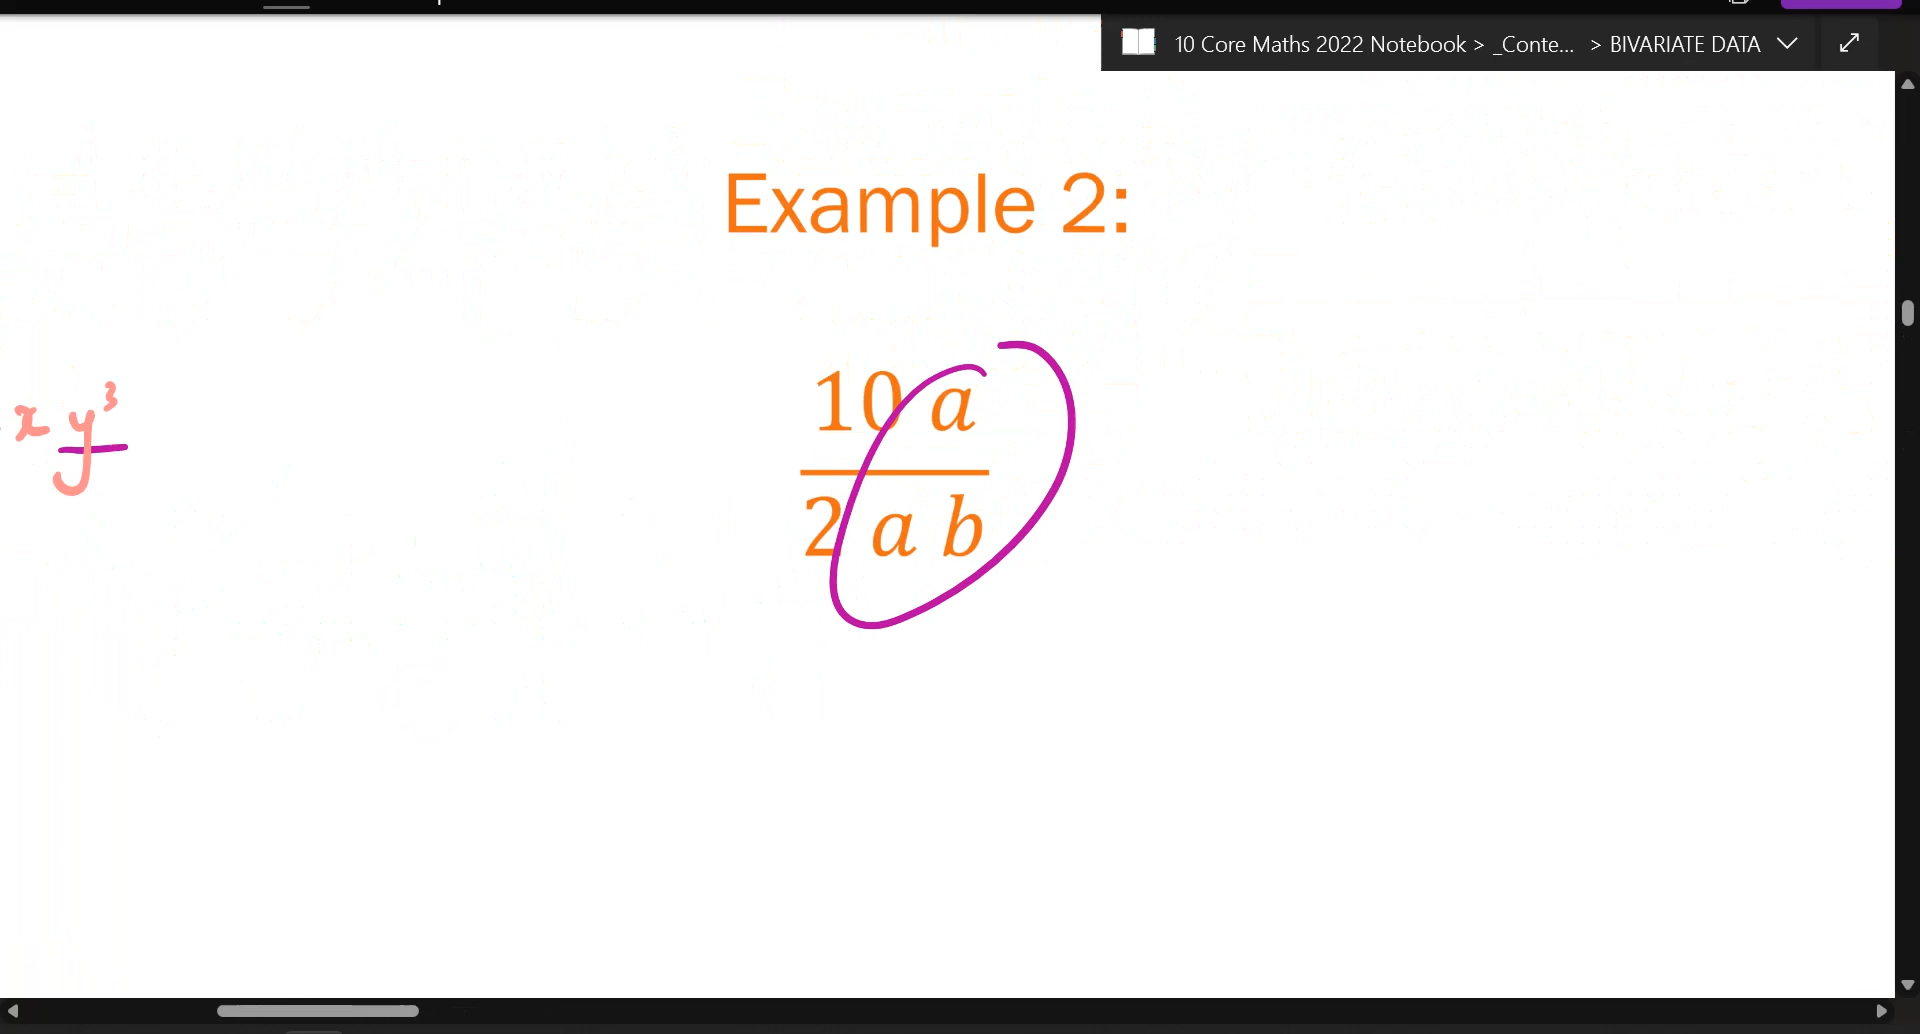 10 Core Maths 2022 Notebook > _Conte... > BIVARIATE DATA
Example 2:
x y³
10 a
2 a b